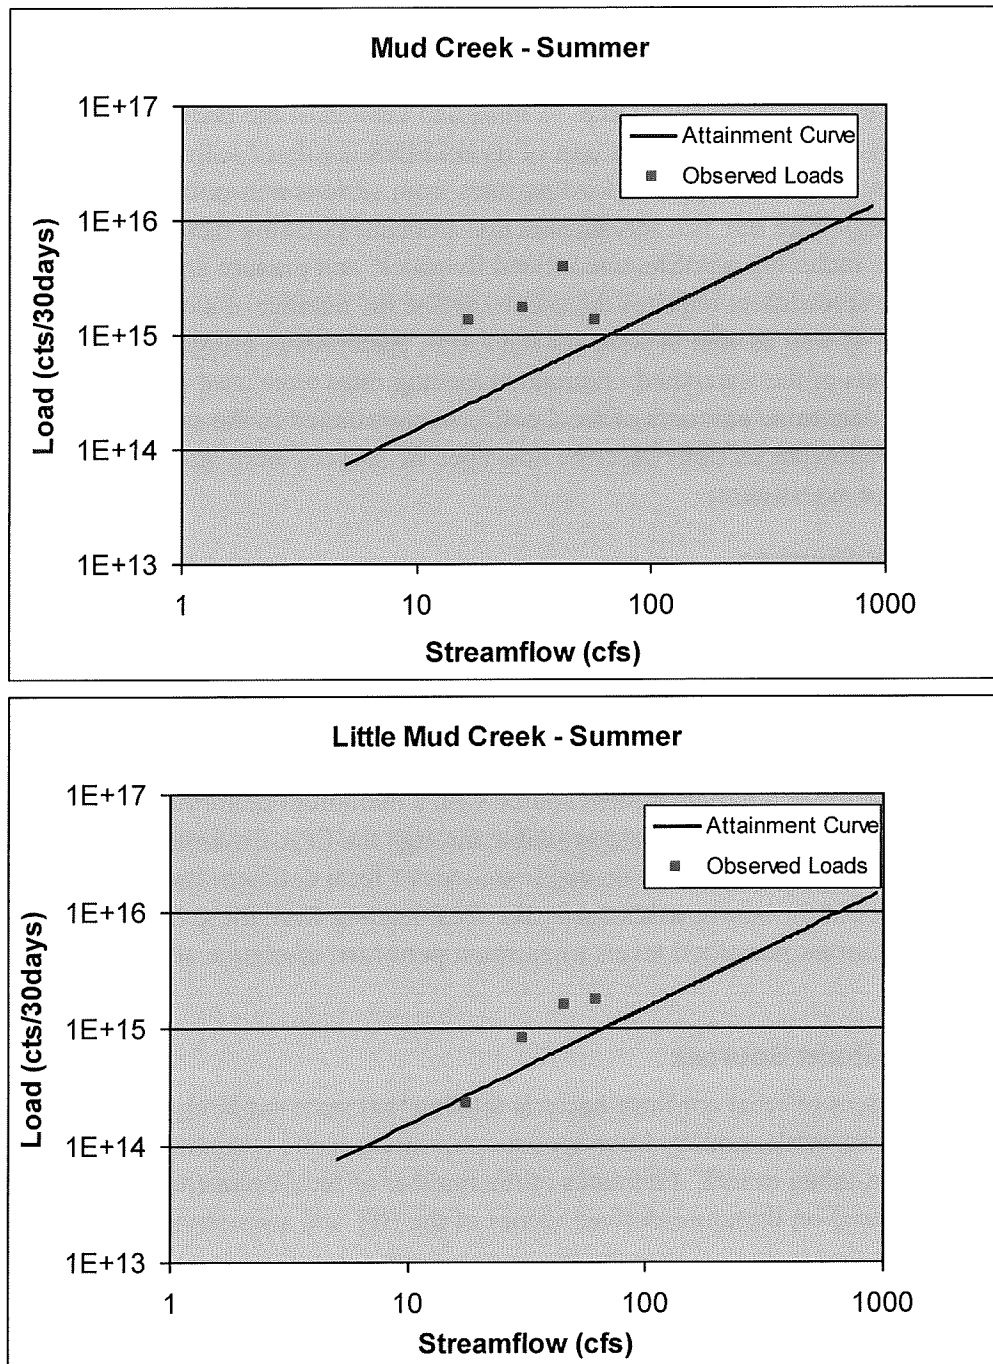 Mud Creek - Summer
1E+17
1E+16
1E+15
1E+14
1E+13
Load (cts/30days)
Attainment Curve
Observed Loads
1
10
100
1000
Streamflow (cfs)
Little Mud Creek - Summer
1E+17
1E+16
1E+15
1E+14
1E+13
Load (cts/30days)
Attainment Curve
Observed Loads
1
10
100
1000
Streamflow (cfs)